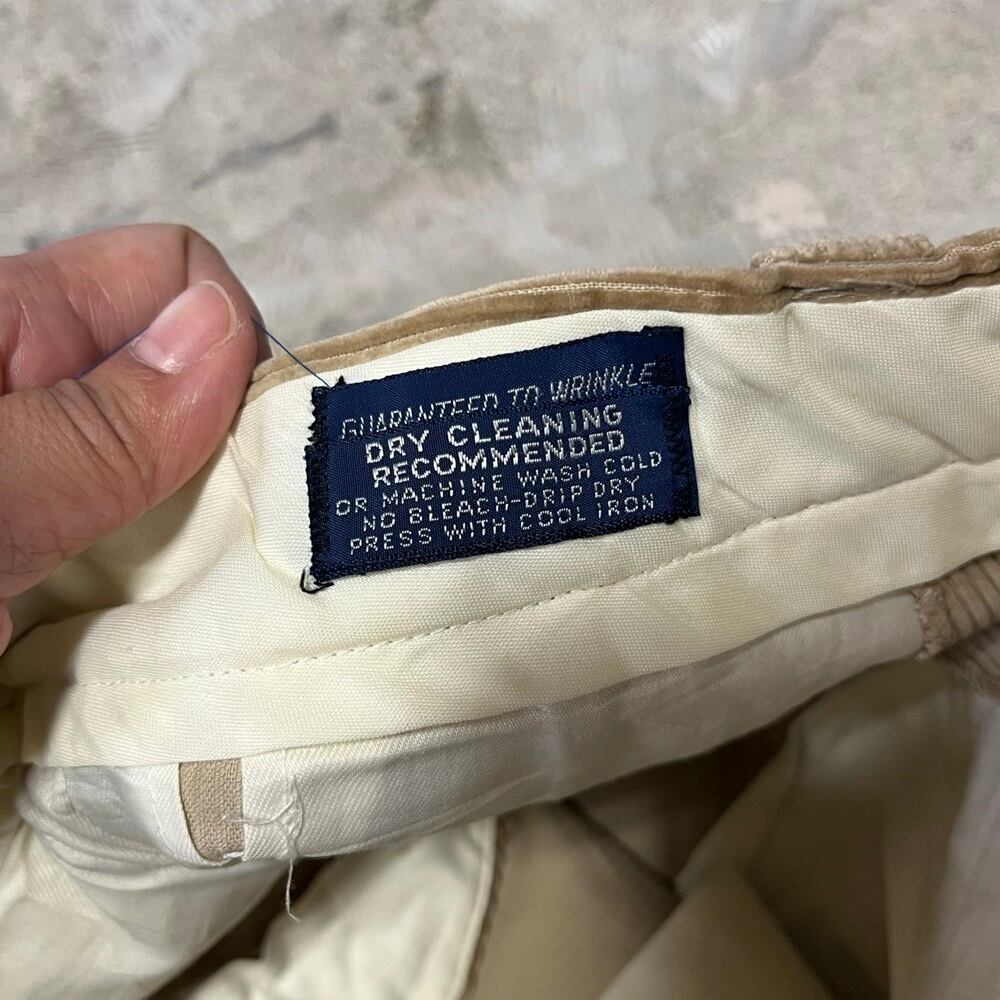 GUARANTEED TO WRINKLE
DRY CLEANING
RECOMMENDED
OR MACHINE WASH COLD
NO BLEACH-DRIP DRY
PRESS WITH COOL IRON